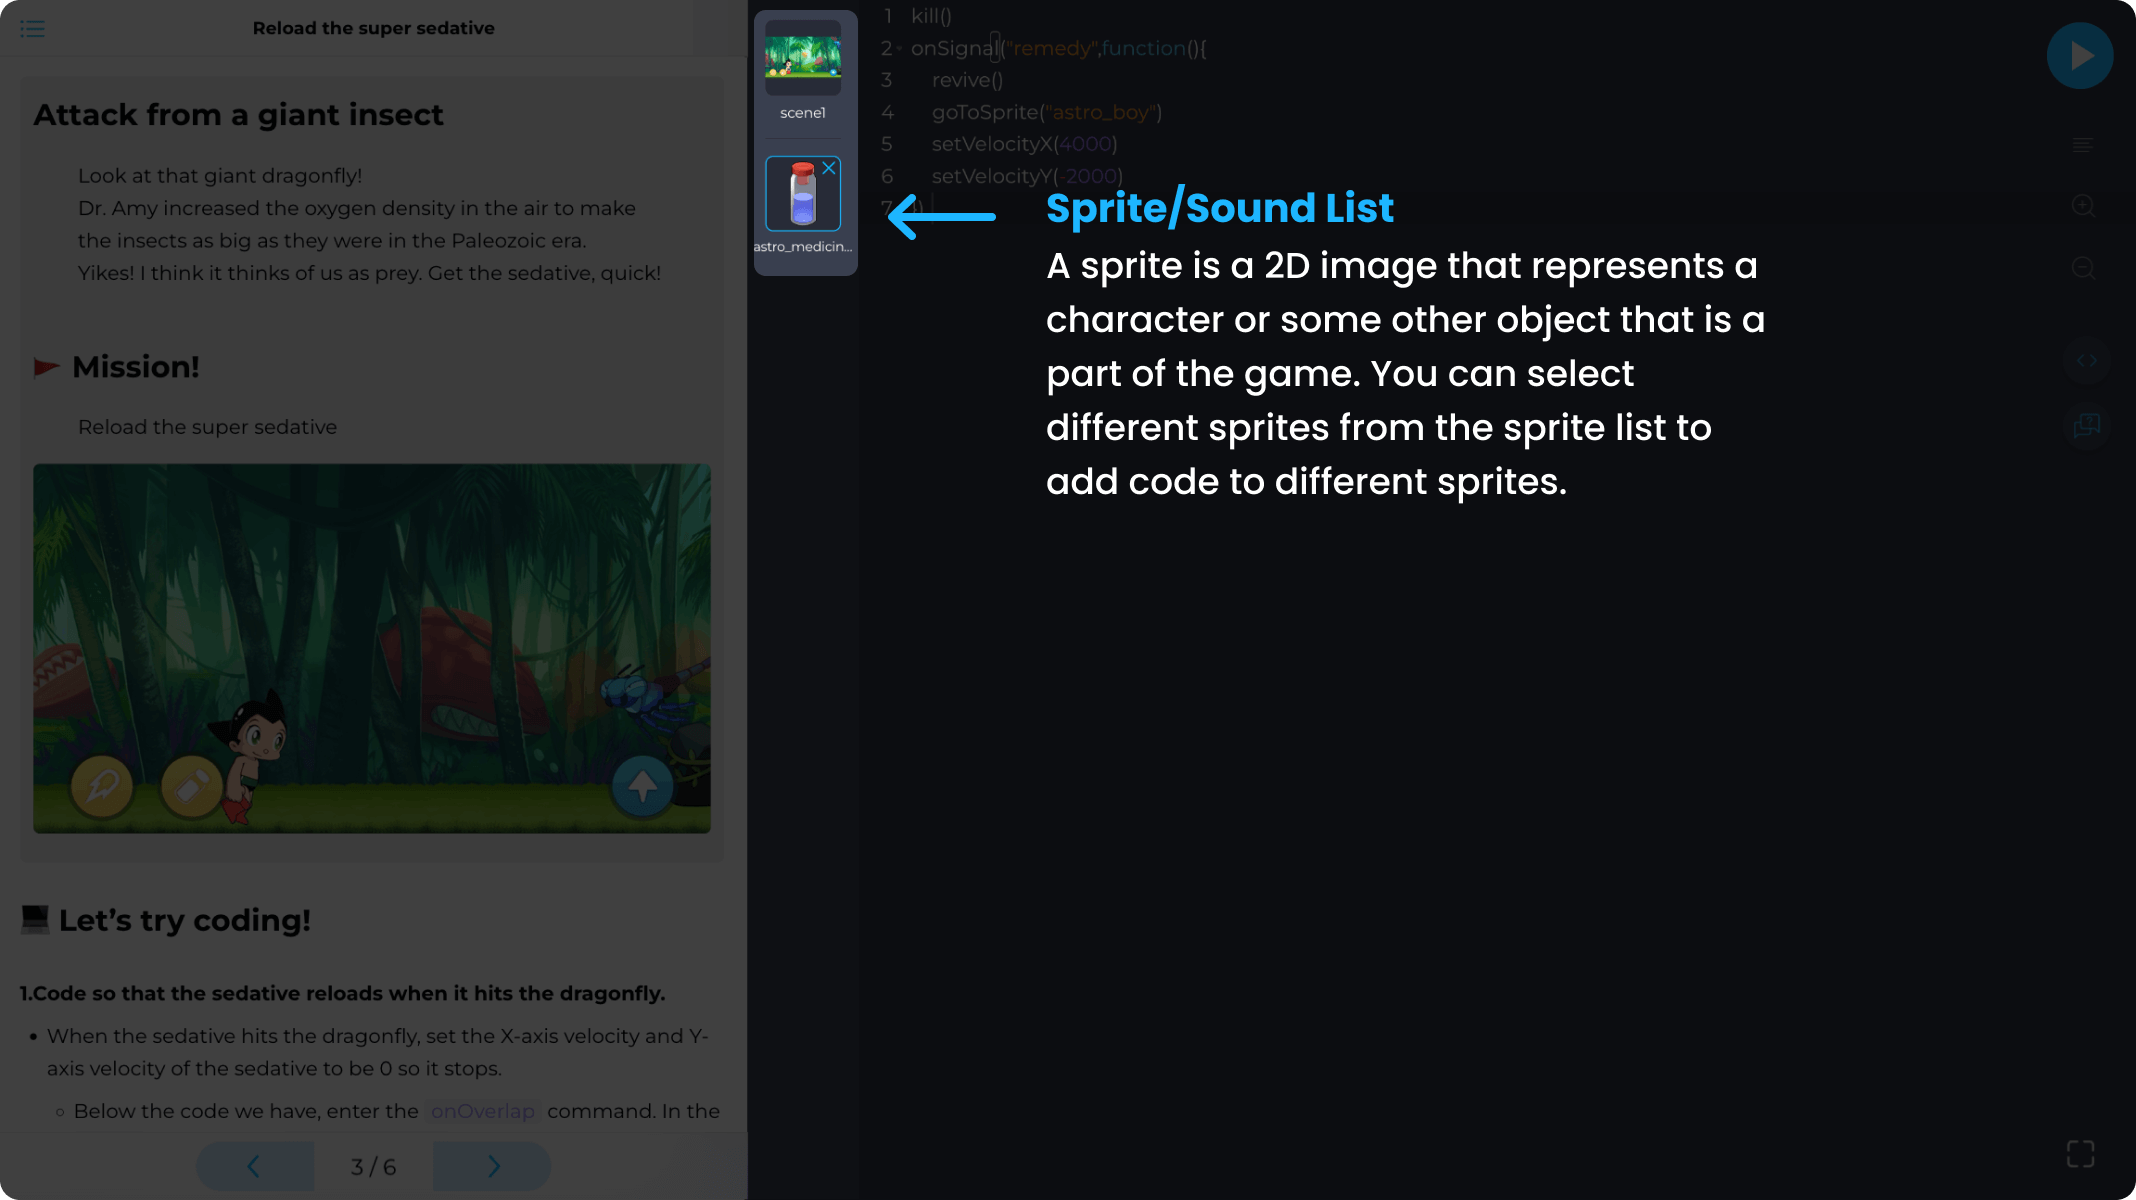 Reload the super sedative
Attack from a giant insect
Look at that giant dragonfly!
Dr. Amy increased the oxygen density in the air to make
the insects as big as they were in the Paleozoic era.
Yikes! I think it thinks of us as prey. Get the sedative, quick!
Mission!
Reload the super sedative
Let's try coding!
1.Code so that the sedative reloads when it hits the dragonfly.
• When the sedative hits the dragonfly, set the X-axis velocity and Y-
axis velocity of the sedative to be 0 so it stops.
○ Below the code we have, enter the onOverlap command. In the
3 / 6
scene1
astro_medicin...
1 kill()
2 onSignal("remedy",function(){
3 revive()
4 goToSprite("astro_boy")
5 setVelocityX(4000)
6 setVelocityY(-2000)
7 })
Sprite/Sound List
A sprite is a 2D image that represents a
character or some other object that is a
part of the game. You can select
different sprites from the sprite list to
add code to different sprites.